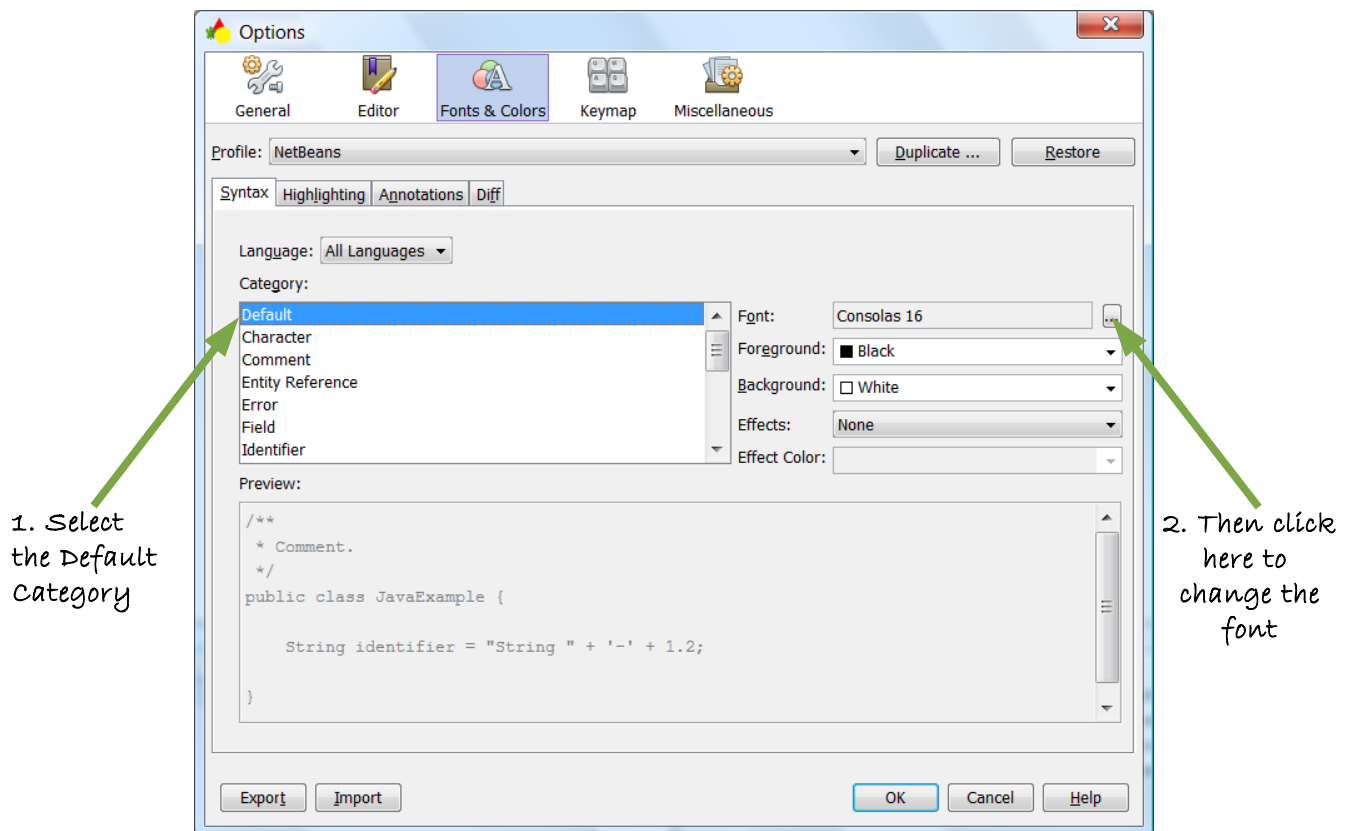 Options
General Editor Fonts & Colors Keymap Miscellaneous
Profile: NetBeans Duplicate ... Restore
Syntax Highlighting Annotations Diff
Language: All Languages
Category:
Default
Character
Comment
Entity Reference
Error
Field
Identifier
Font: Consolas 16 ...
Foreground: Black
Background: White
Effects: None
Effect Color:
Preview:
/**
 * Comment.
 */
public class JavaExample {
    String identifier = "String " + '-' + 1.2;
}
Export Import OK Cancel Help
1. Select
the Default
Category
2. Then click
here to
change the
font